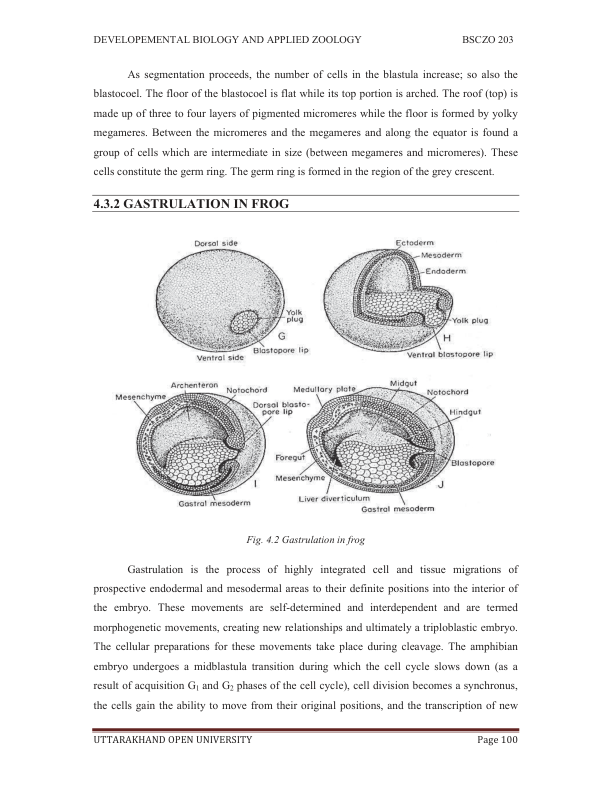 DEVELOPEMENTAL BIOLOGY AND APPLIED ZOOLOGY BSCZO 203
As segmentation proceeds, the number of cells in the blastula increase; so also the
blastocoel. The floor of the blastocoel is flat while its top portion is arched. The roof (top) is
made up of three to four layers of pigmented micromeres while the floor is formed by yolky
megameres. Between the micromeres and the megameres and along the equator is found a
group of cells which are intermediate in size (between megameres and micromeres). These
cells constitute the germ ring. The germ ring is formed in the region of the grey crescent.
4.3.2 GASTRULATION IN FROG
Dorsal side
Yolk
plug
G
Blastopore lip
Ventral side
Ectoderm
Mesoderm
Endoderm
Yolk plug
H
Ventral blastopore lip
Archenteron
Notochord
Mesenchyme
Dorsal blasto-
pore lip
I
Gastral mesoderm
Medullary plate
Midgut
Notochord
Hindgut
Foregut
Blastopore
Mesenchyme
J
Liver diverticulum
Gastral mesoderm
Fig. 4.2 Gastrulation in frog
Gastrulation is the process of highly integrated cell and tissue migrations of
prospective endodermal and mesodermal areas to their definite positions into the interior of
the embryo. These movements are self-determined and interdependent and are termed
morphogenetic movements, creating new relationships and ultimately a triploblastic embryo.
The cellular preparations for these movements take place during cleavage. The amphibian
embryo undergoes a midblastula transition during which the cell cycle slows down (as a
result of acquisition G1 and G2 phases of the cell cycle), cell division becomes a synchronus,
the cells gain the ability to move from their original positions, and the transcription of new
UTTARAKHAND OPEN UNIVERSITY Page 100